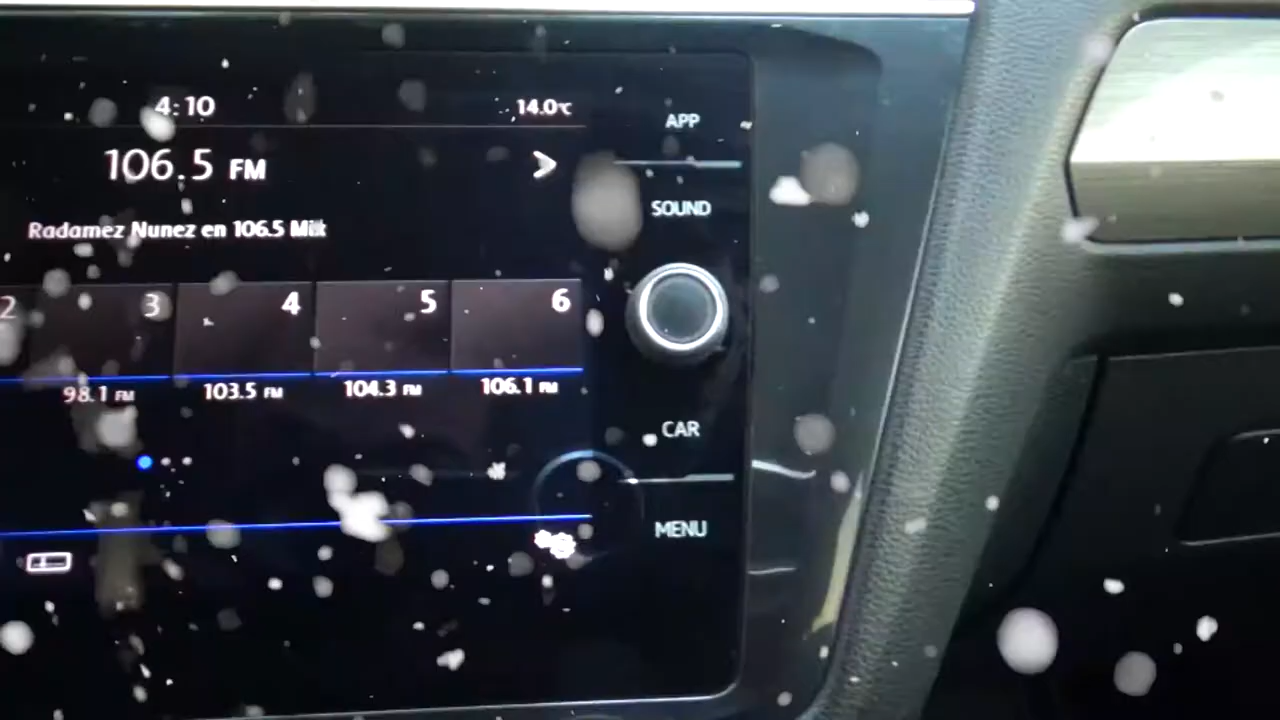 4:10
14.0°C
APP
106.5 FM
SOUND
Radamez Nunez en 106.5 Mix
2
3
4
5
6
98.1 FM
103.5 FM
104.3 FM
106.1 FM
CAR
MENU